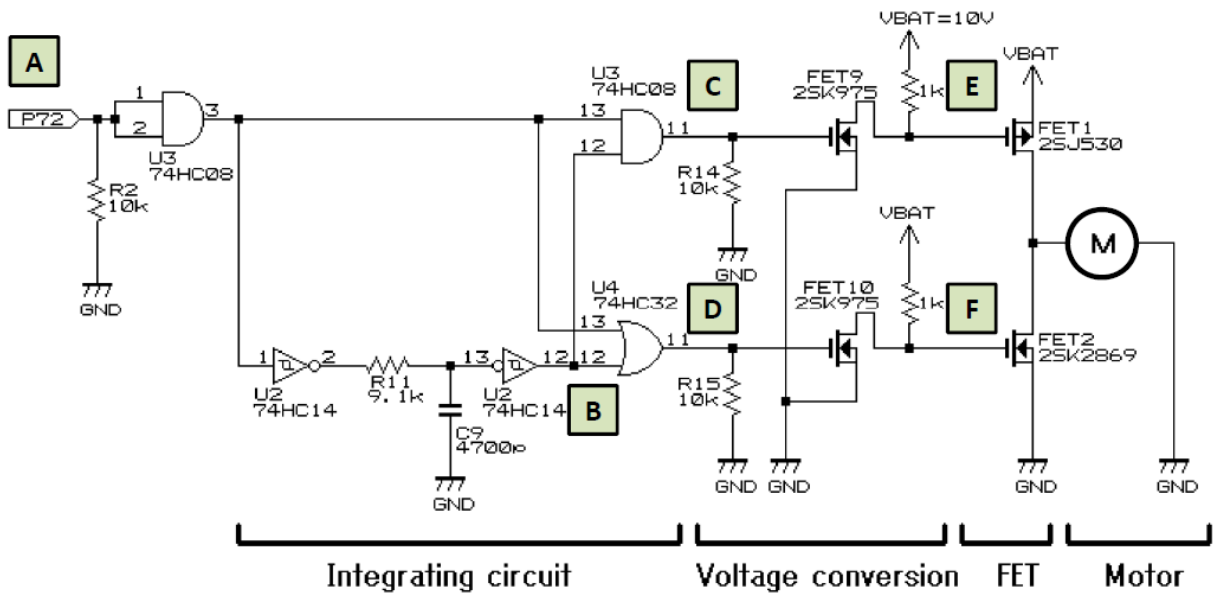 A
P72
1
2
3
U3
74HC08
R2
10k
GND
U3
74HC08
13
12
11
C
R14
10k
GND
FET9
2SK975
VBAT=10V
1k
E
VBAT
FET1
2SJ530
M
GND
1
2
U2
74HC14
R11
9.1k
C9
4700p
GND
13
12
U2
74HC14
B
U4
74HC32
13
12
11
D
R15
10k
GND
FET10
2SK975
GND
VBAT
1k
F
FET2
2SK2869
GND
Integrating circuit
Voltage conversion
FET
Motor